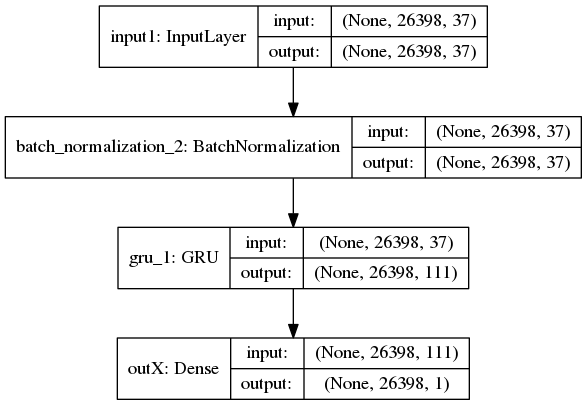 input1: InputLayer
input: (None, 26398, 37)
output: (None, 26398, 37)
batch_normalization_2: BatchNormalization
input: (None, 26398, 37)
output: (None, 26398, 37)
gru_1: GRU
input: (None, 26398, 37)
output: (None, 26398, 111)
outX: Dense
input: (None, 26398, 111)
output: (None, 26398, 1)